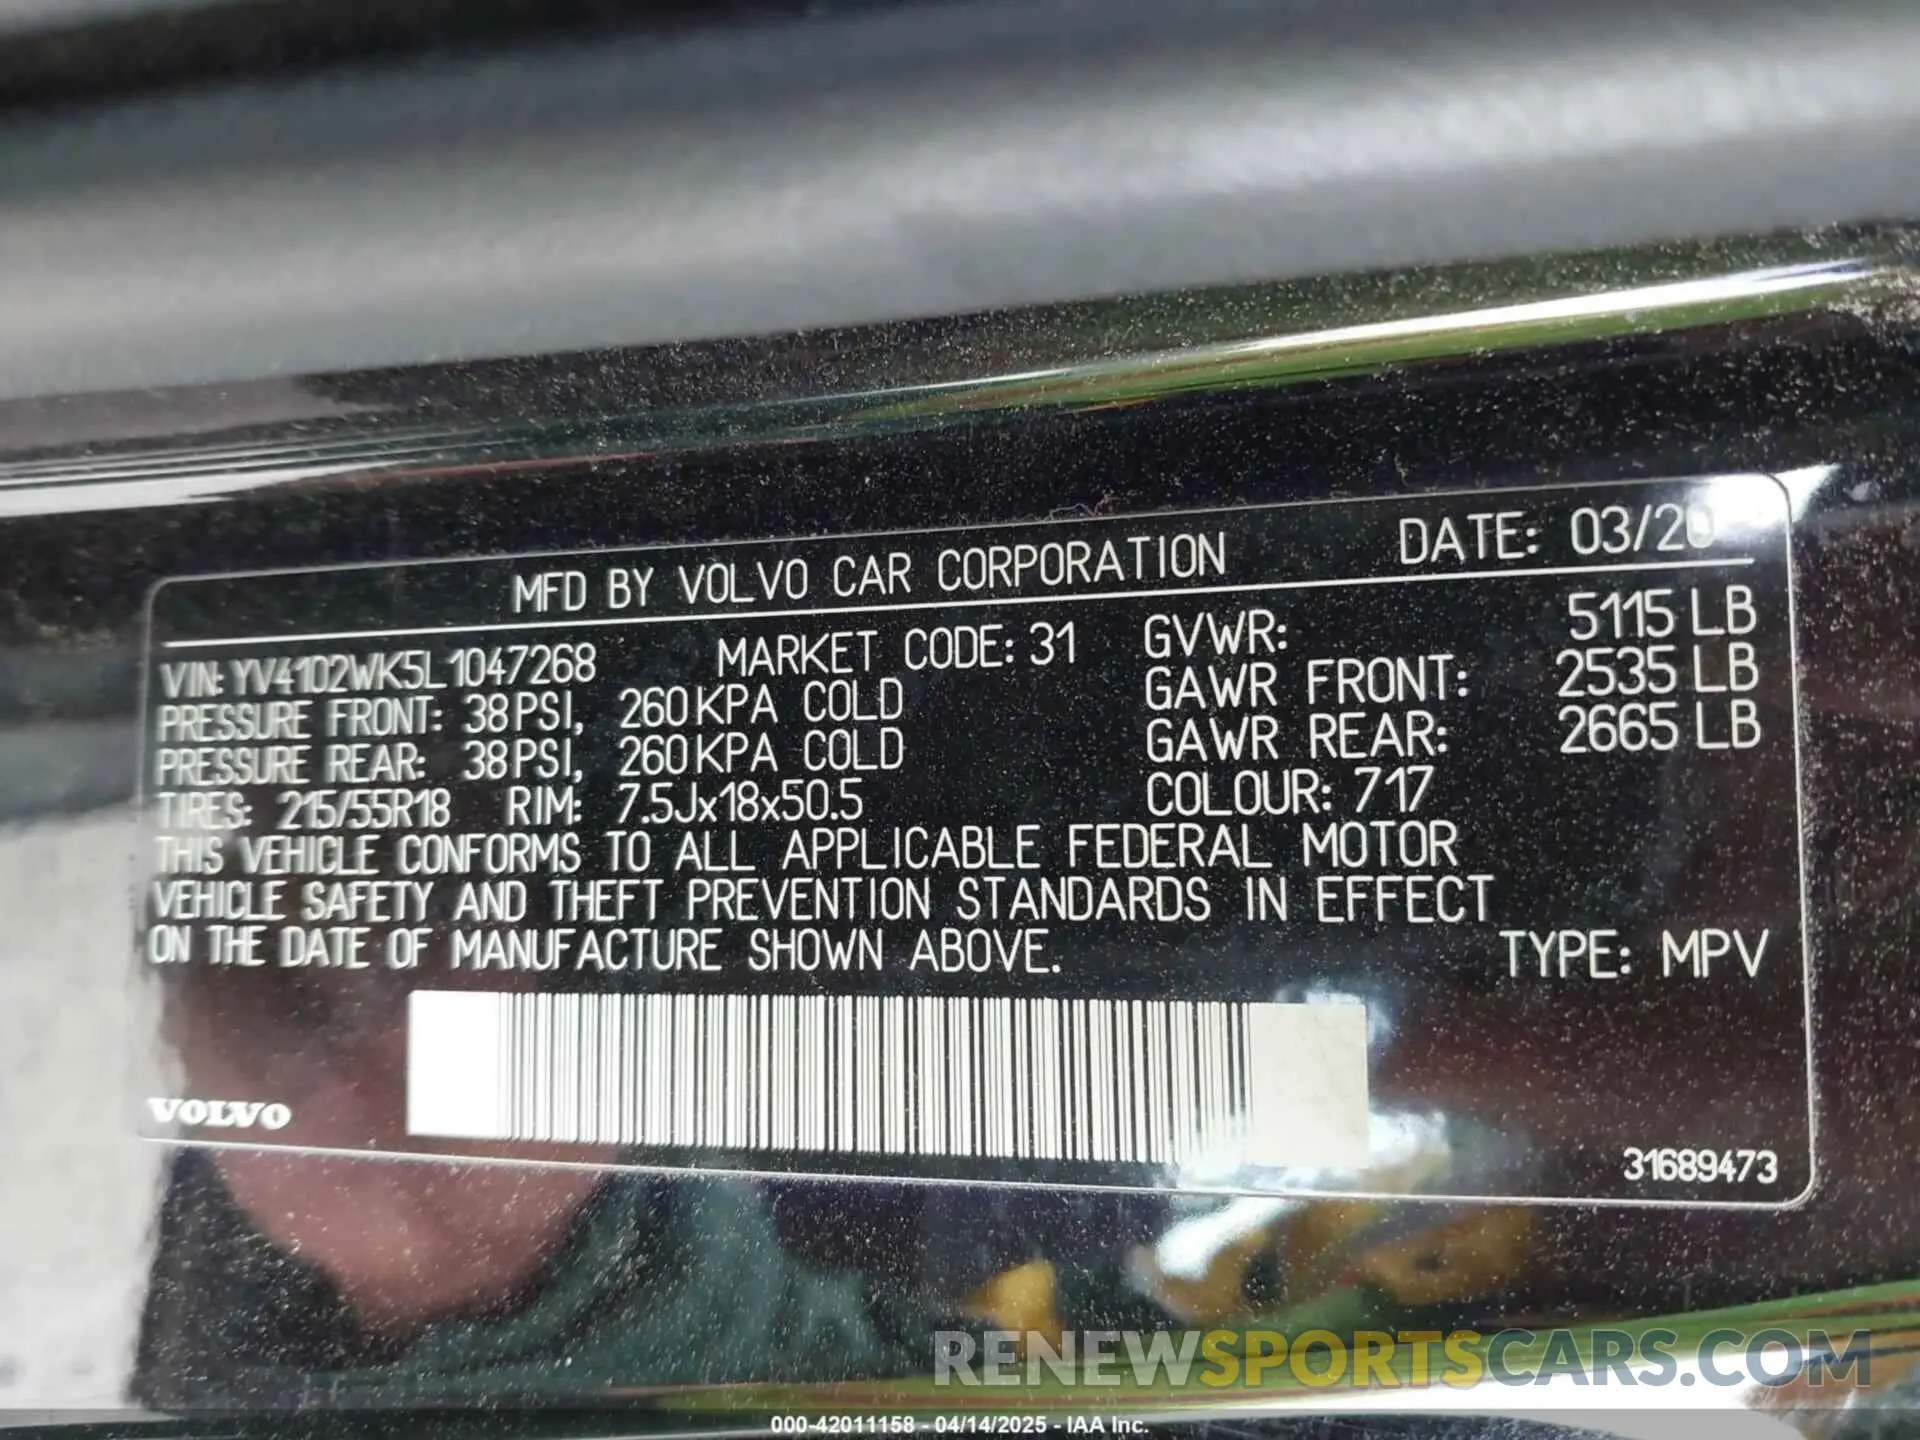 MFD BY VOLVO CAR CORPORATION DATE: 03/20
VIN: YV4102WK5L1047268 MARKET CODE: 31 GVWR: 5115 LB
PRESSURE FRONT: 38 PSI, 260 KPA COLD GAWR FRONT: 2535 LB
PRESSURE REAR: 38 PSI, 260 KPA COLD GAWR REAR: 2665 LB
TIRES: 215/55R18 RIM: 7.5Jx18x50.5 COLOUR: 717
THIS VEHICLE CONFORMS TO ALL APPLICABLE FEDERAL MOTOR
VEHICLE SAFETY AND THEFT PREVENTION STANDARDS IN EFFECT
ON THE DATE OF MANUFACTURE SHOWN ABOVE. TYPE: MPV
VOLVO
31689473
RENEWSPORTSCARS.COM
000-42011158 - 04/14/2025 - IAA Inc.